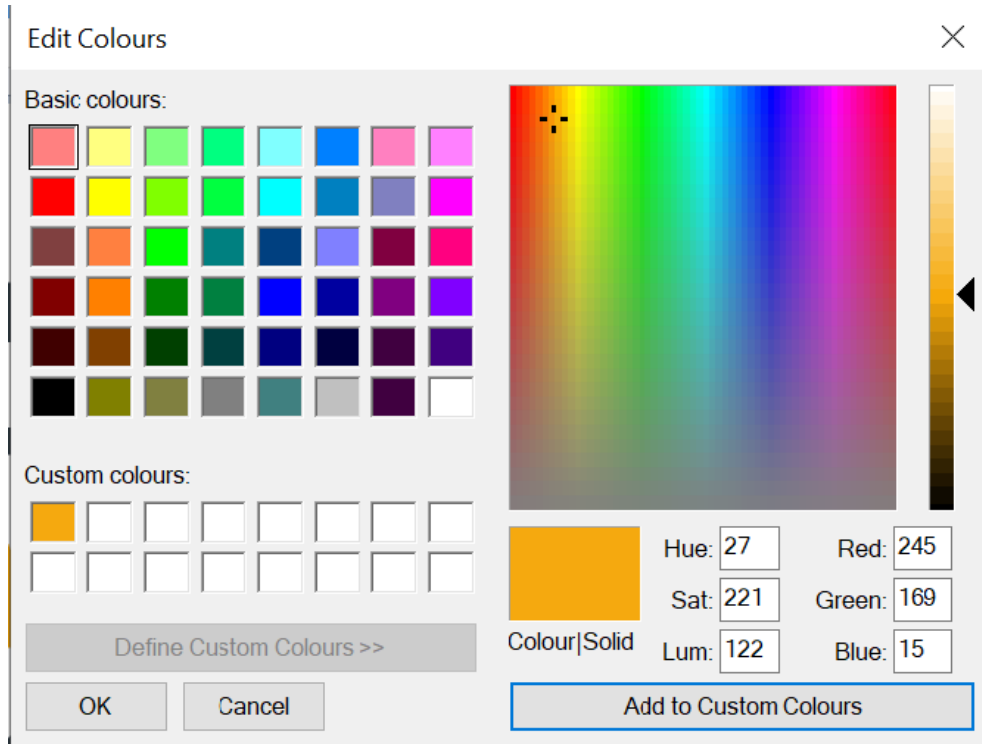 Edit Colours
Basic colours:
Custom colours:
Define Custom Colours >>
OK
Cancel
Colour|Solid
Hue: 27
Sat: 221
Lum: 122
Red: 245
Green: 169
Blue: 15
Add to Custom Colours